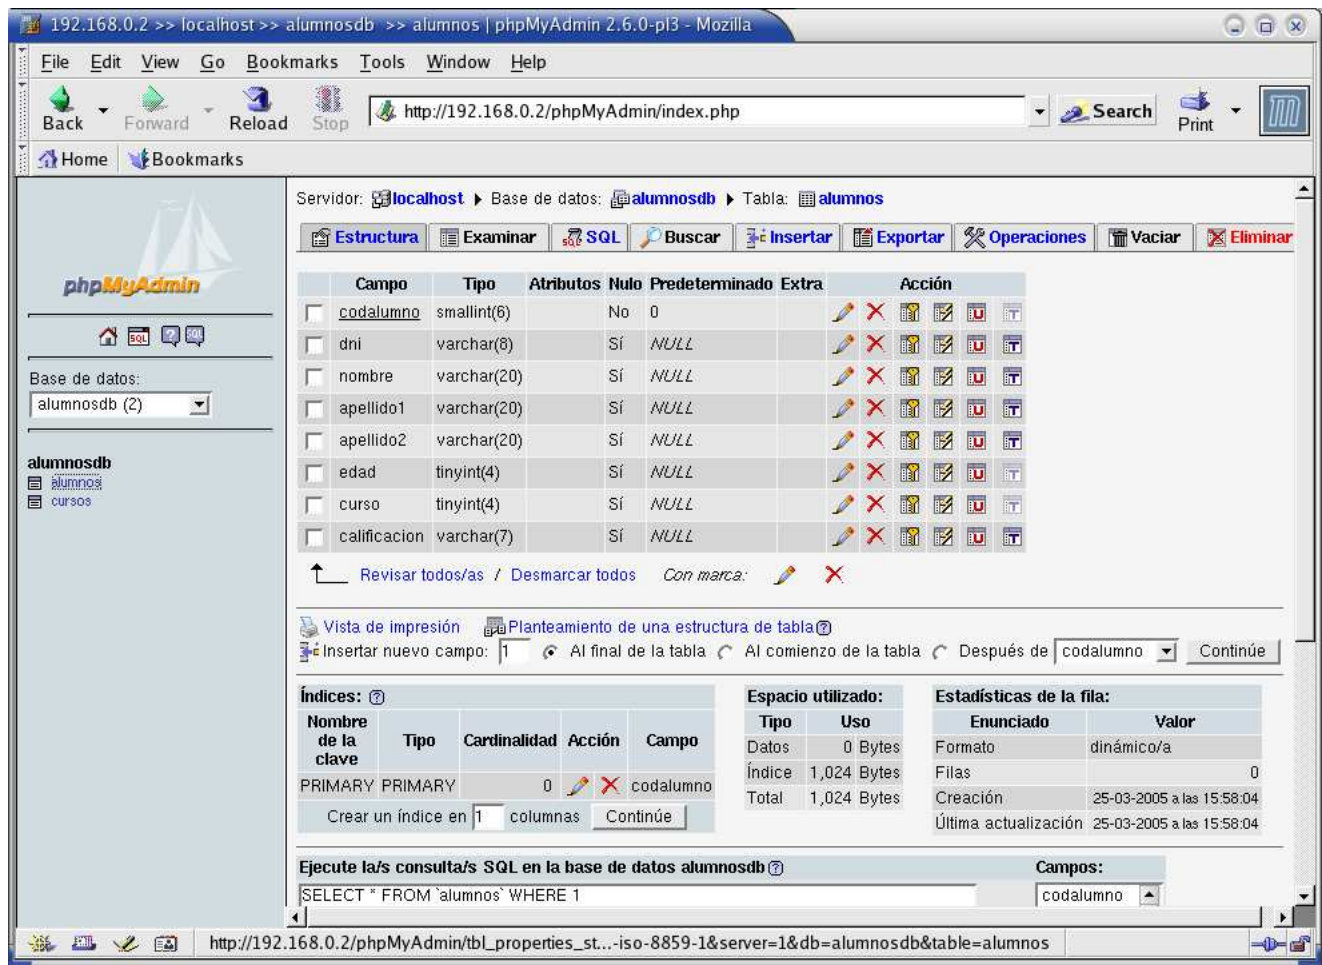 192.168.0.2 >> localhost >> alumnosdb >> alumnos | phpMyAdmin 2.6.0-pl3 - Mozilla
File Edit View Go Bookmarks Tools Window Help
Back Forward Reload Stop http://192.168.0.2/phpMyAdmin/index.php Search Print
Home Bookmarks
phpMyAdmin
SQL
Base de datos:
alumnosdb (2)
alumnosdb
alumnos
cursos
Servidor: localhost Base de datos: alumnosdb Tabla: alumnos
Estructura Examinar SQL Buscar Insertar Exportar Operaciones Vaciar Eliminar
Campo Tipo Atributos Nulo Predeterminado Extra Acción
codalumno smallint(6) No 0
dni varchar(8) Sí NULL
nombre varchar(20) Sí NULL
apellido1 varchar(20) Sí NULL
apellido2 varchar(20) Sí NULL
edad tinyint(4) Sí NULL
curso tinyint(4) Sí NULL
calificacion varchar(7) Sí NULL
Revisar todos/as / Desmarcar todos Con marca:
Vista de impresión Planteamiento de una estructura de tabla
Insertar nuevo campo: 1 Al final de la tabla Al comienzo de la tabla Después de codalumno Continúe
Índices:
Nombre de la clave Tipo Cardinalidad Acción Campo
PRIMARY PRIMARY 0 codalumno
Crear un índice en 1 columnas Continúe
Espacio utilizado:
Tipo Uso
Datos 0 Bytes
Índice 1,024 Bytes
Total 1,024 Bytes
Estadísticas de la fila:
Enunciado Valor
Formato dinámico/a
Filas 0
Creación 25-03-2005 a las 15:58:04
Última actualización 25-03-2005 a las 15:58:04
Ejecute la/s consulta/s SQL en la base de datos alumnosdb
Campos:
SELECT * FROM `alumnos` WHERE 1
codalumno
http://192.168.0.2/phpMyAdmin/tbl_properties_st...-iso-8859-1&server=1&db=alumnosdb&table=alumnos